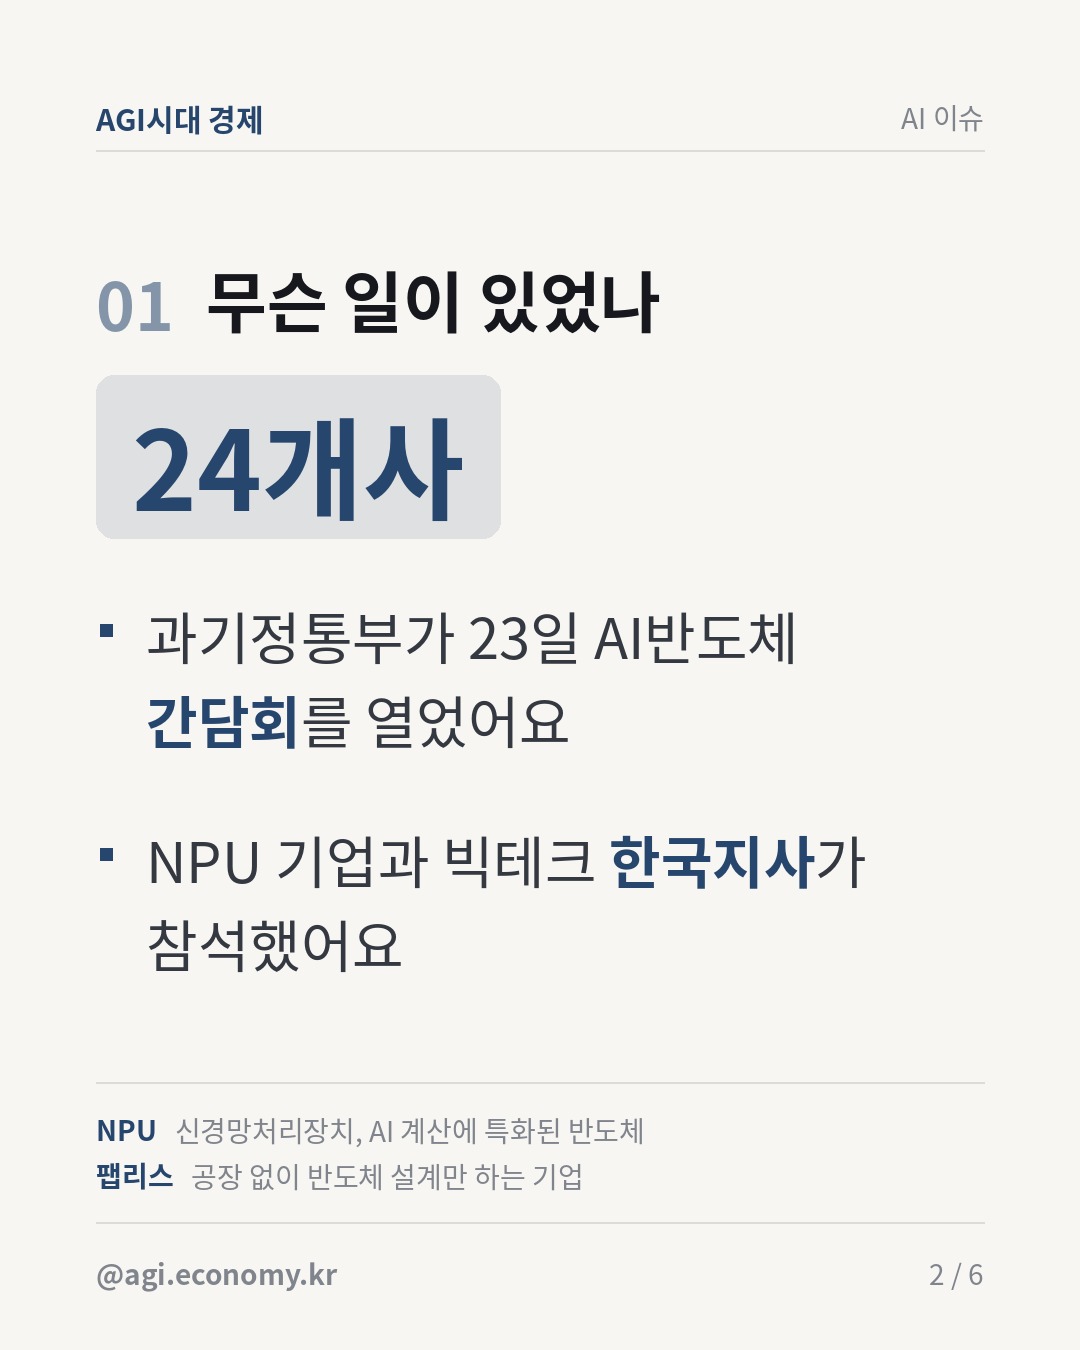 AGI시대 경제
AI 이슈
01 무슨 일이 있었나
24개사
▪ 과기정통부가 23일 AI반도체
간담회를 열었어요
▪ NPU 기업과 빅테크 한국지사가
참석했어요
NPU 신경망처리장치, AI 계산에 특화된 반도체
팹리스 공장 없이 반도체 설계만 하는 기업
@agi.economy.kr
2 / 6